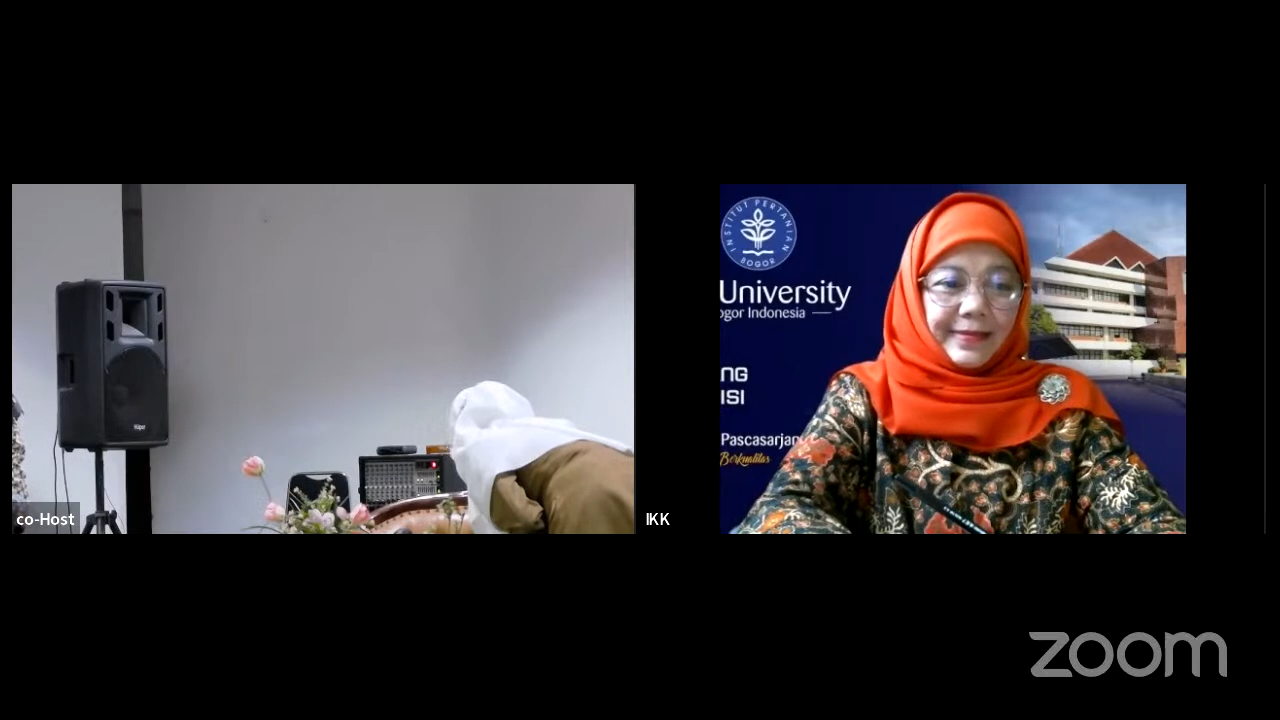 INSTITUT PERTANIAN
BOGOR
University
ogor Indonesia
NG
ISI
Pascasarjan
Berkualitas
co-Host
IKK
zoom